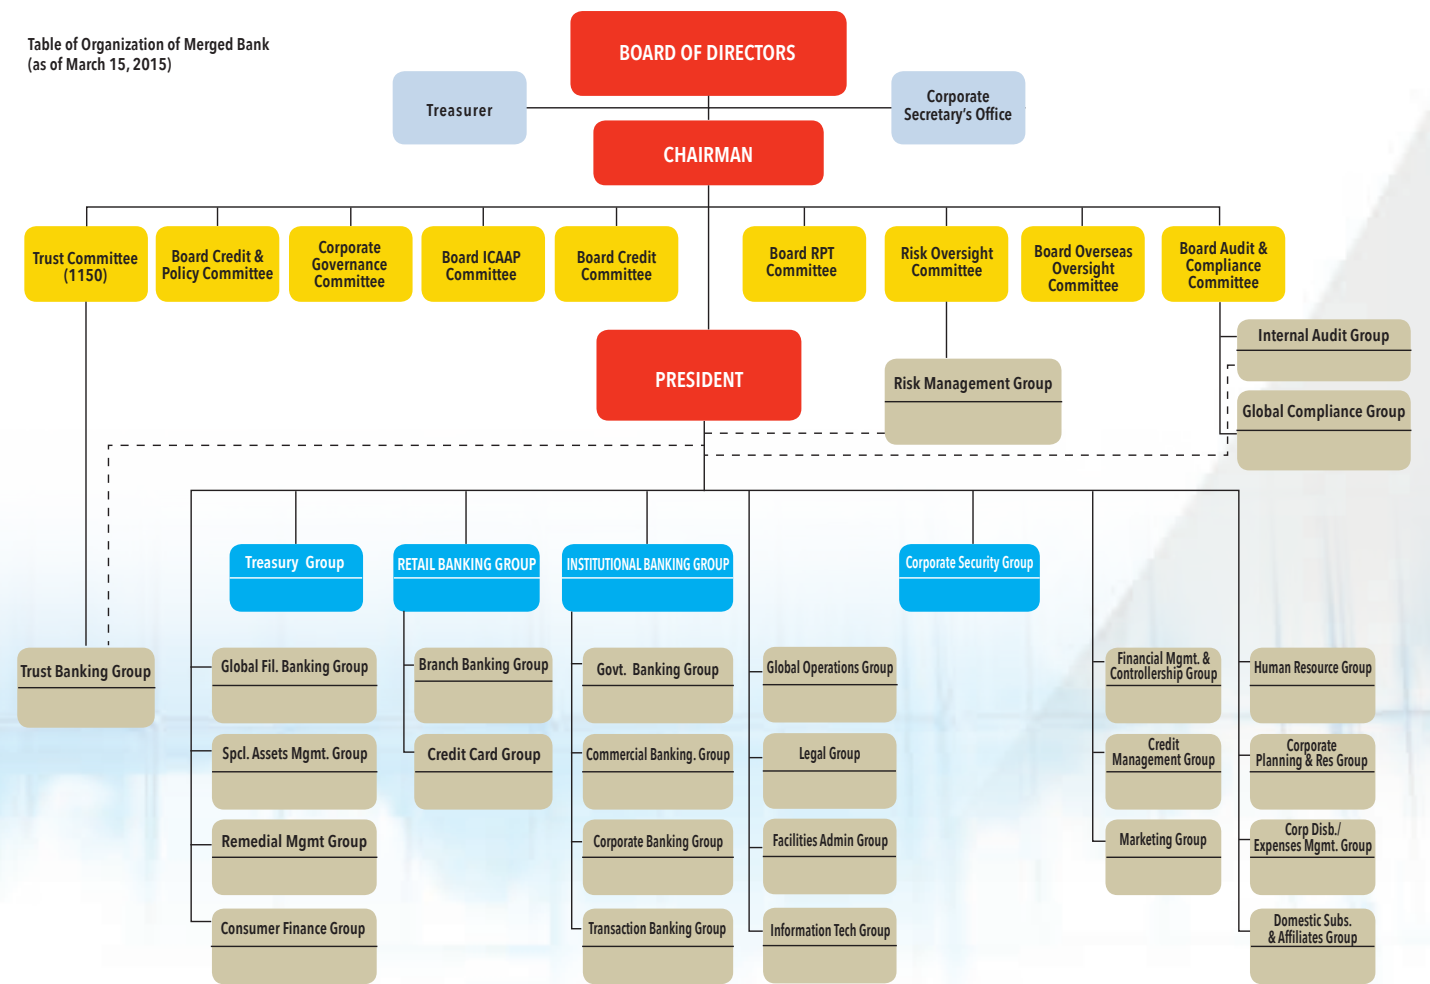 Table of Organization of Merged Bank
(as of March 15, 2015)
BOARD OF DIRECTORS
Treasurer
Corporate
Secretary's Office
CHAIRMAN
Trust Committee
(1150)
Board Credit &
Policy Committee
Corporate
Governance
Committee
Board ICAAP
Committee
Board Credit
Committee
Board RPT
Committee
Risk Oversight
Committee
Board Overseas
Oversight
Committee
Board Audit &
Compliance
Committee
Internal Audit Group
Global Compliance Group
PRESIDENT
Risk Management Group
Treasury Group
RETAIL BANKING GROUP
INSTITUTIONAL BANKING GROUP
Corporate Security Group
Trust Banking Group
Global Fil. Banking Group
Spcl. Assets Mgmt. Group
Remedial Mgmt Group
Consumer Finance Group
Branch Banking Group
Credit Card Group
Govt. Banking Group
Commercial Banking. Group
Corporate Banking Group
Transaction Banking Group
Global Operations Group
Legal Group
Facilities Admin Group
Information Tech Group
Financial Mgmt. &
Controllership Group
Credit
Management Group
Marketing Group
Human Resource Group
Corporate
Planning & Res Group
Corp Disb./
Expenses Mgmt. Group
Domestic Subs.
& Affiliates Group